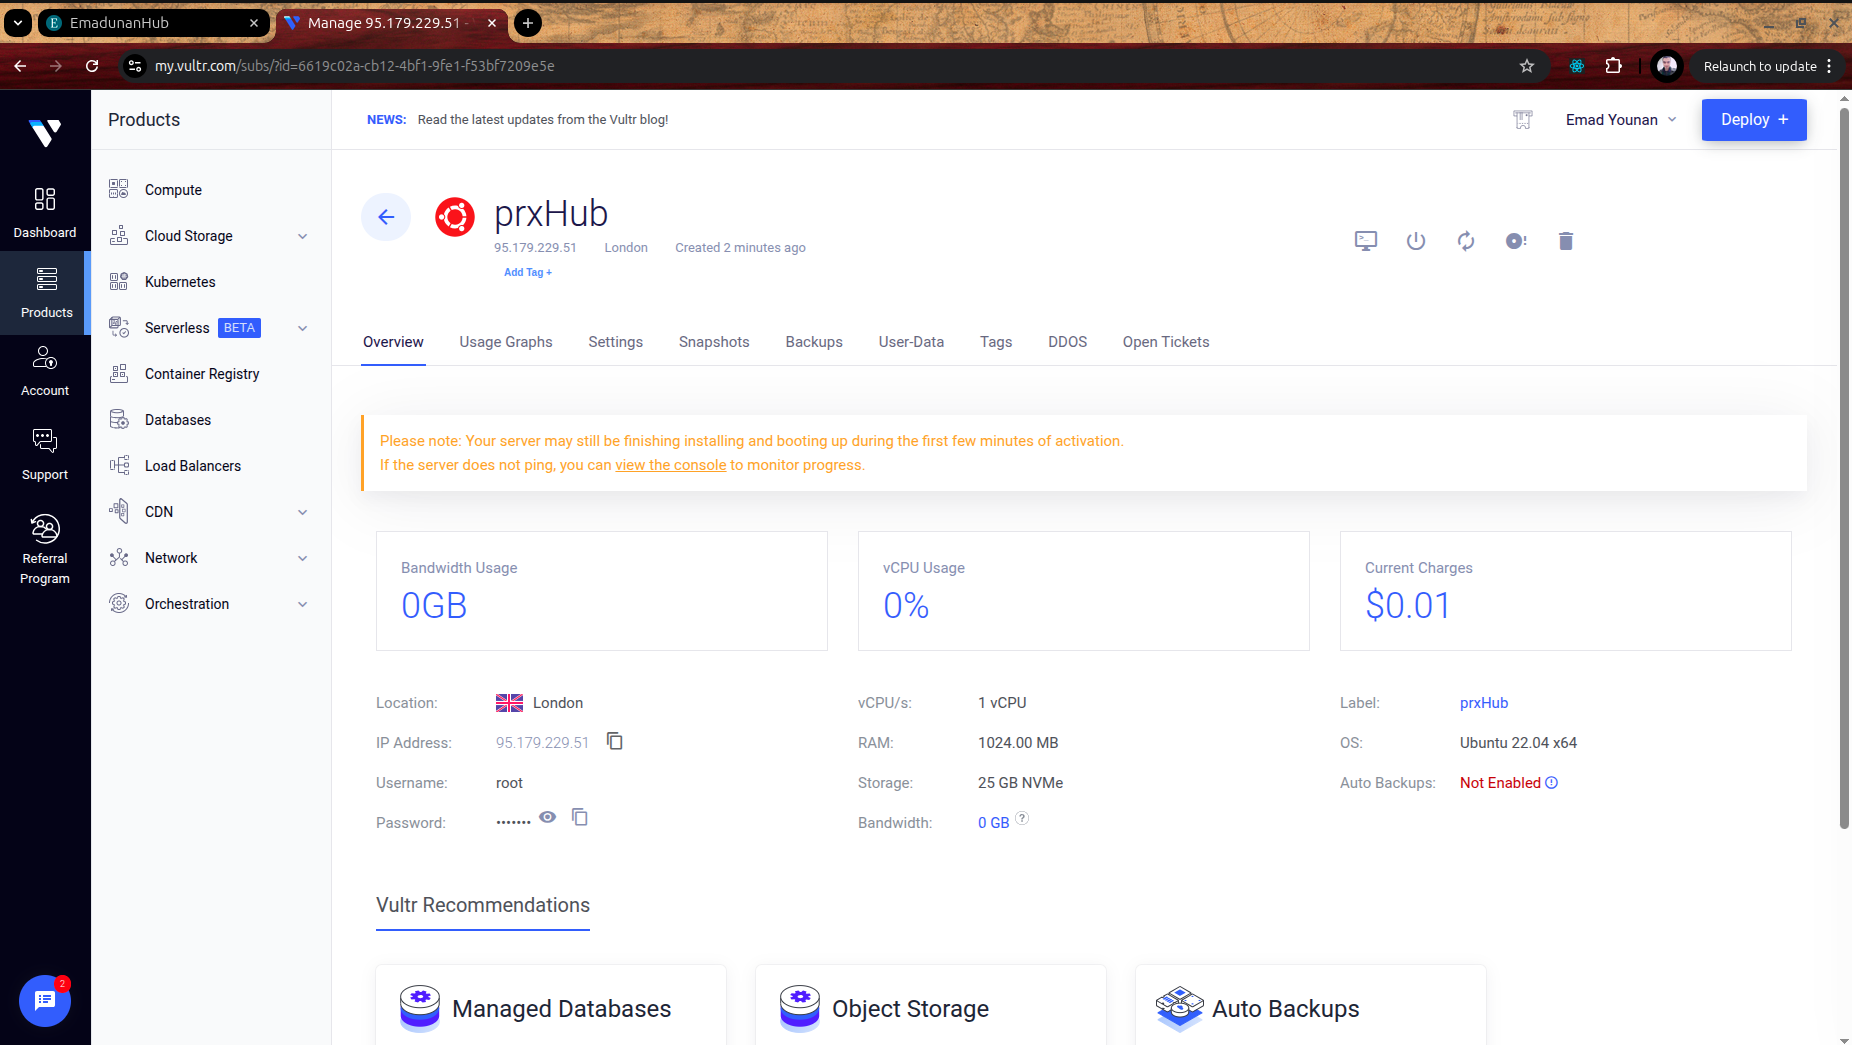 EmadunanHub
Manage 95.179.229.51 -
my.vultr.com/subs/?id=6619c02a-cb12-4bf1-9fe1-f53bf7209e5e
Relaunch to update
Products
NEWS: Read the latest updates from the Vultr blog!
Emad Younan
Deploy +
Dashboard
Products
Account
Support
Referral
Program
2
Compute
Cloud Storage
Kubernetes
Serverless BETA
Container Registry
Databases
Load Balancers
CDN
Network
Orchestration
prxHub
95.179.229.51 London Created 2 minutes ago
Add Tag +
Overview Usage Graphs Settings Snapshots Backups User-Data Tags DDOS Open Tickets
Please note: Your server may still be finishing installing and booting up during the first few minutes of activation.
If the server does not ping, you can view the console to monitor progress.
Bandwidth Usage
0GB
vCPU Usage
0%
Current Charges
$0.01
Location: London
IP Address: 95.179.229.51
Username: root
Password: •••••••
vCPU/s: 1 vCPU
RAM: 1024.00 MB
Storage: 25 GB NVMe
Bandwidth: 0 GB ?
Label: prxHub
OS: Ubuntu 22.04 x64
Auto Backups: Not Enabled
Vultr Recommendations
Managed Databases
Object Storage
Auto Backups